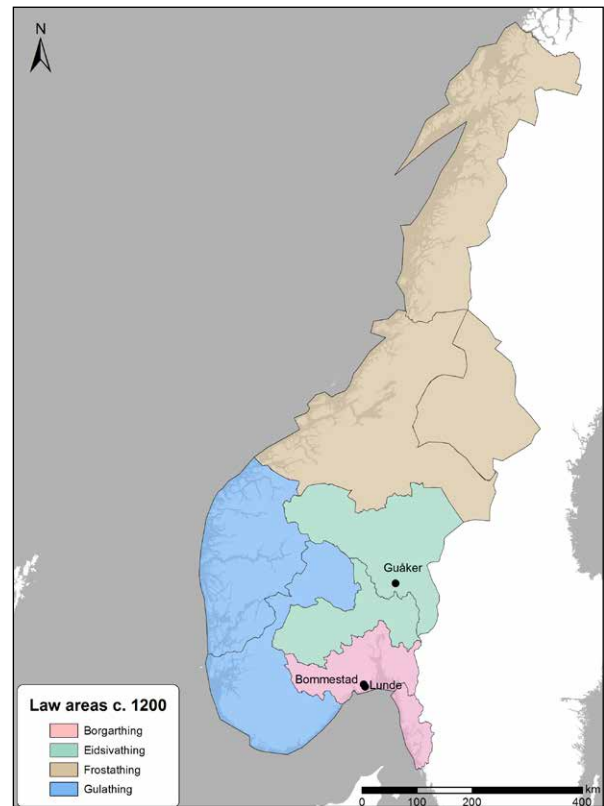 N
Guåker
Bommestad
Lunde
Law areas c. 1200
Borgarthing
Eidsivathing
Frostathing
Gulathing
km
0 100 200 400